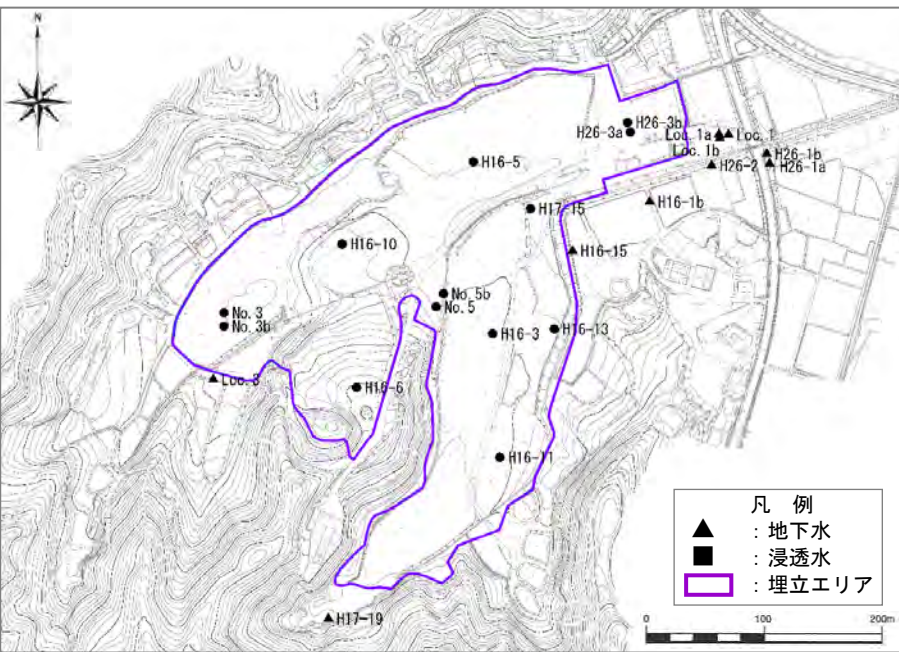 N
H26-3b
H26-3a
Loc. 1a
Loc. 1
Loc. 1b
H26-1b
H26-2
H26-1a
H16-5
H16-1b
H17-15
H16-10
H16-15
No. 5b
No. 5
No. 3
No. 3b
H16-3
H16-13
Loc. 3
H16-6
H16-11
H17-19
凡 例
▲ : 地下水
■ : 浸透水
: 埋立エリア
0 100 200m